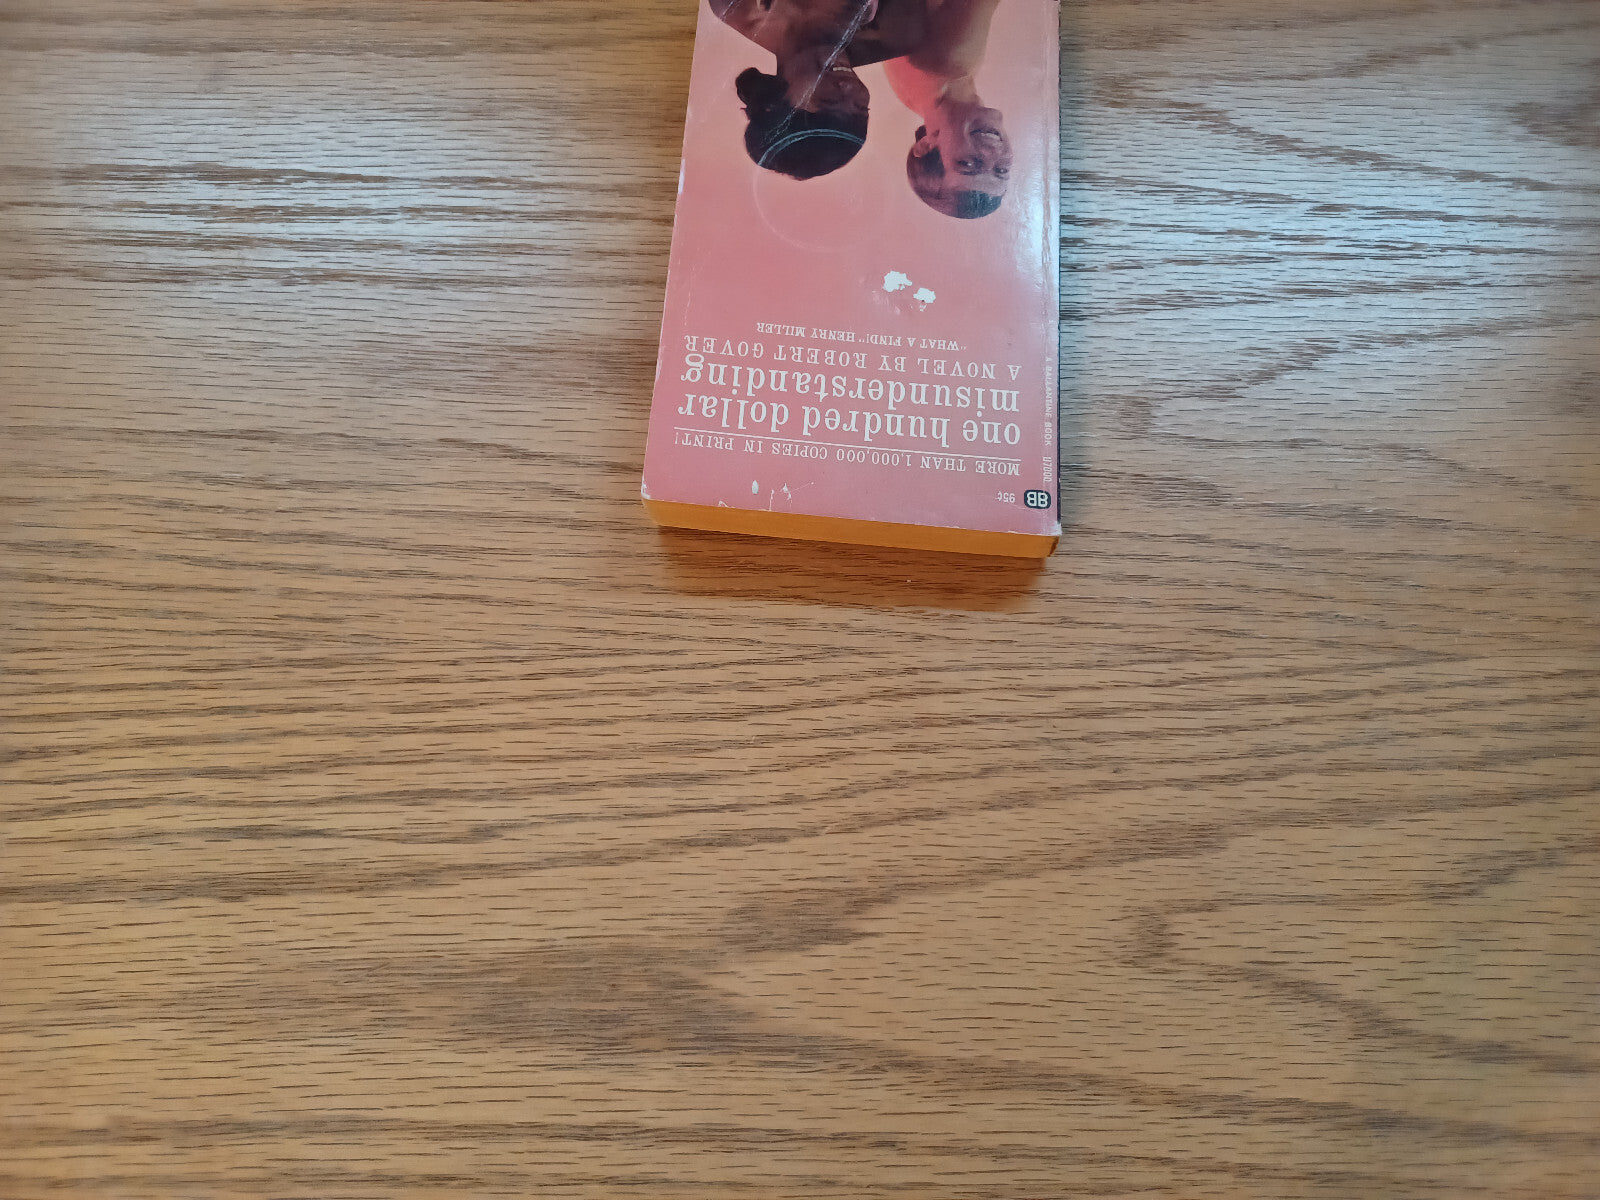 BB 95¢
MORE THAN 1,000,000 COPIES IN PRINT!
one hundred dollar
misunderstanding
A NOVEL BY ROBERT GOVER
"WHAT A FIND!" HENRY MILLER
A BALLANTINE BOOK U7000